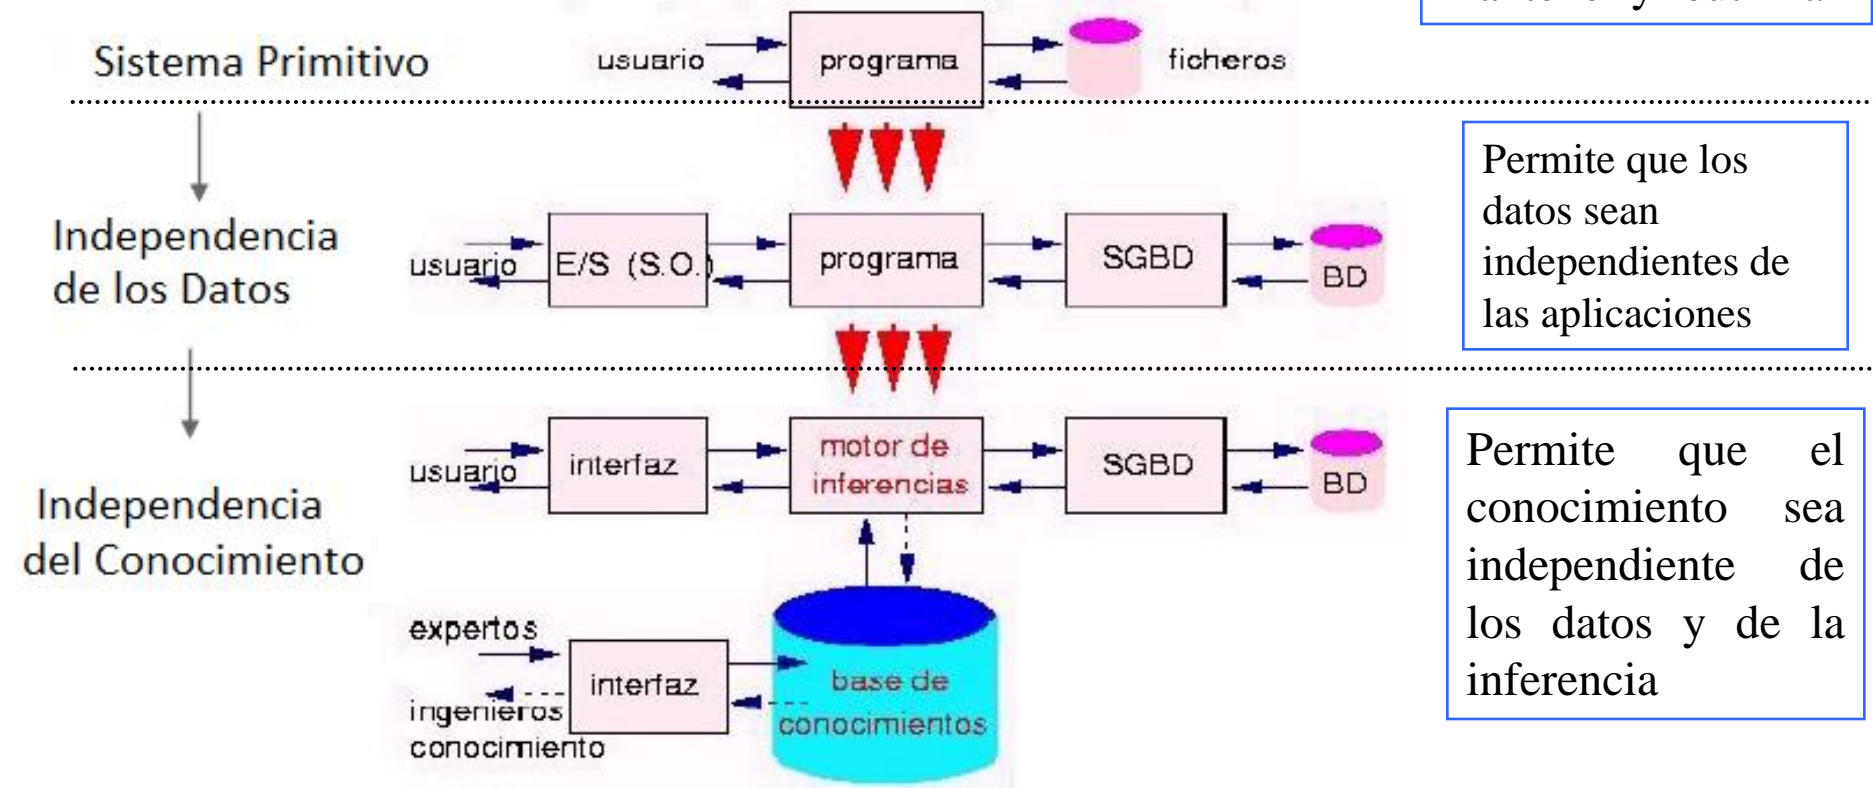 Sistema Primitivo
usuario
programa
ficheros
Independencia
de los Datos
usuario
E/S (S.O.)
programa
SGBD
BD
Permite que los
datos sean
independientes de
las aplicaciones
Independencia
del Conocimiento
usuario
interfaz
motor de
inferencias
SGBD
BD
expertos
ingenieros
conocimiento
interfaz
base de
conocimientos
Permite que el
conocimiento sea
independiente de
los datos y de la
inferencia